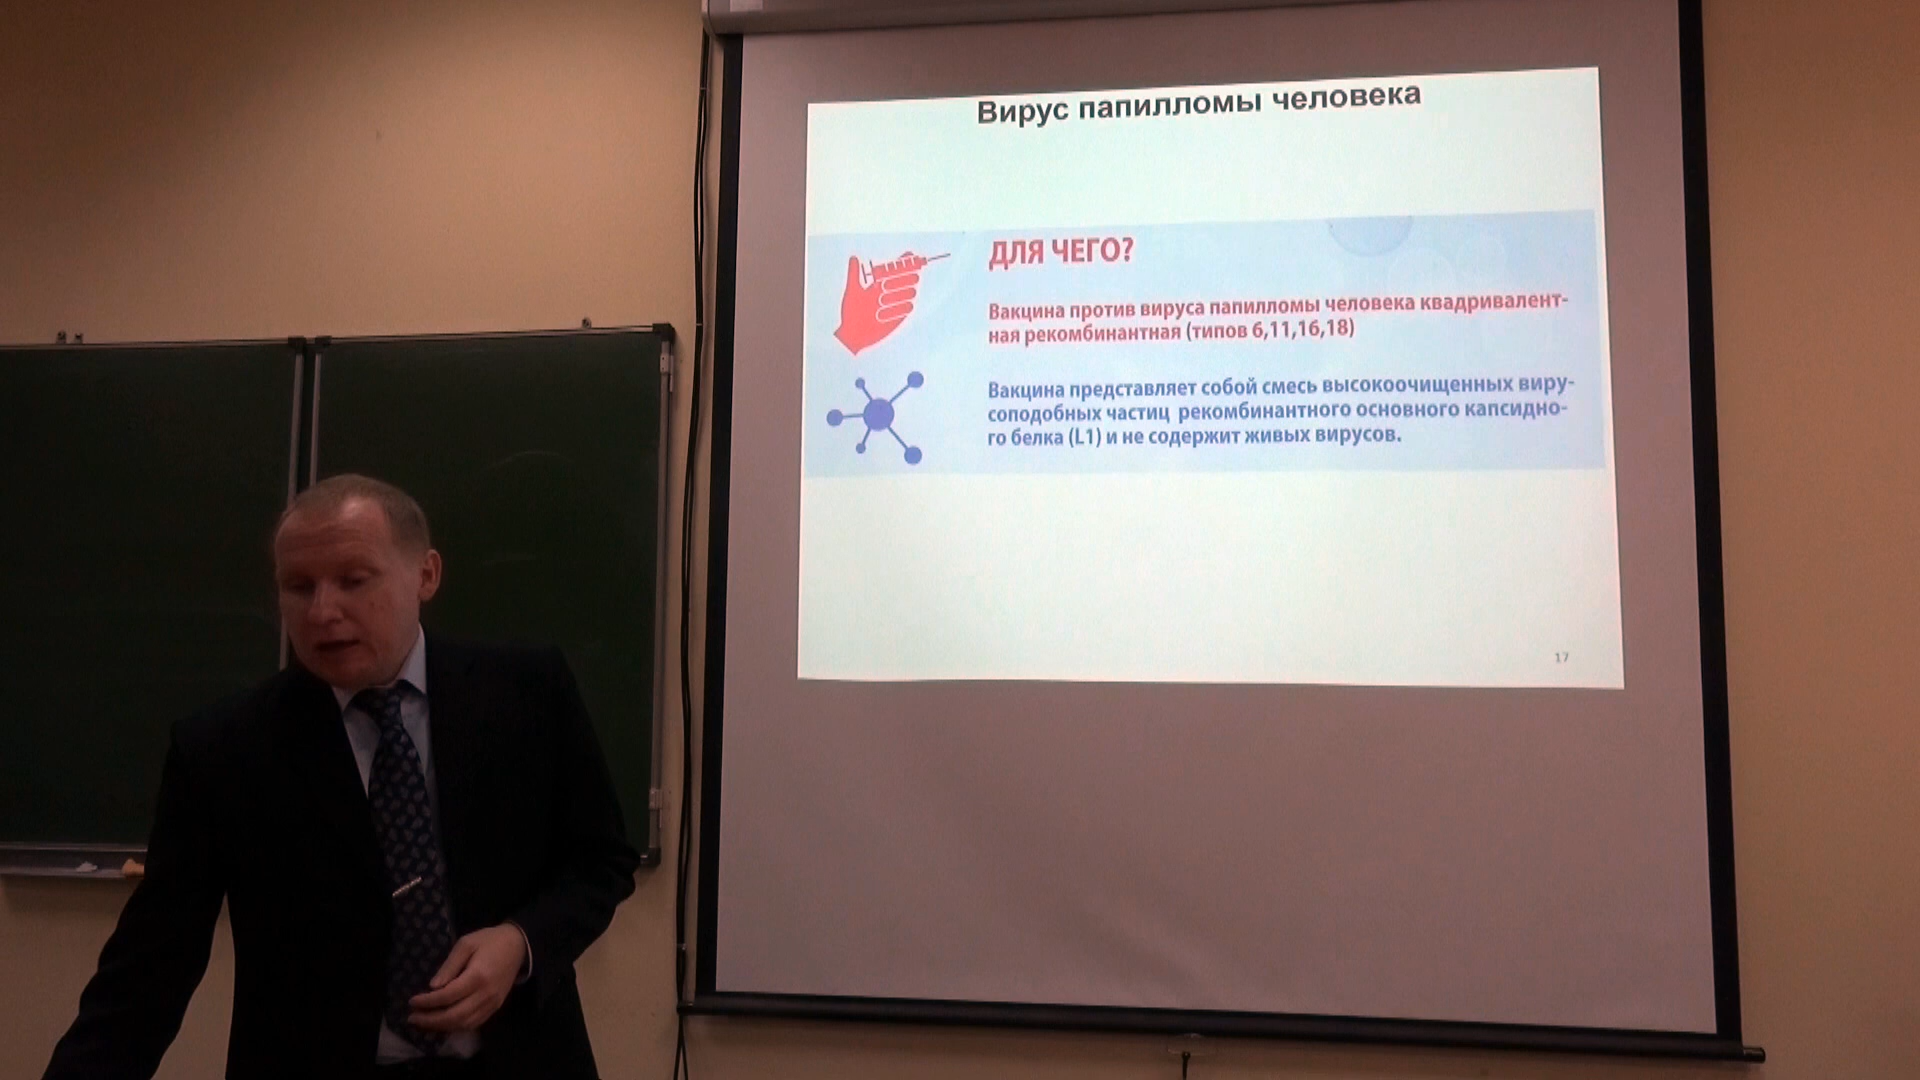 Вирус папилломы человека
ДЛЯ ЧЕГО?
Вакцина против вируса папилломы человека квадривалент-
ная рекомбинантная (типов 6,11,16,18)
Вакцина представляет собой смесь высокоочищенных виру-
соподобных частиц рекомбинантного основного капсидно-
го белка (L1) и не содержит живых вирусов.
17